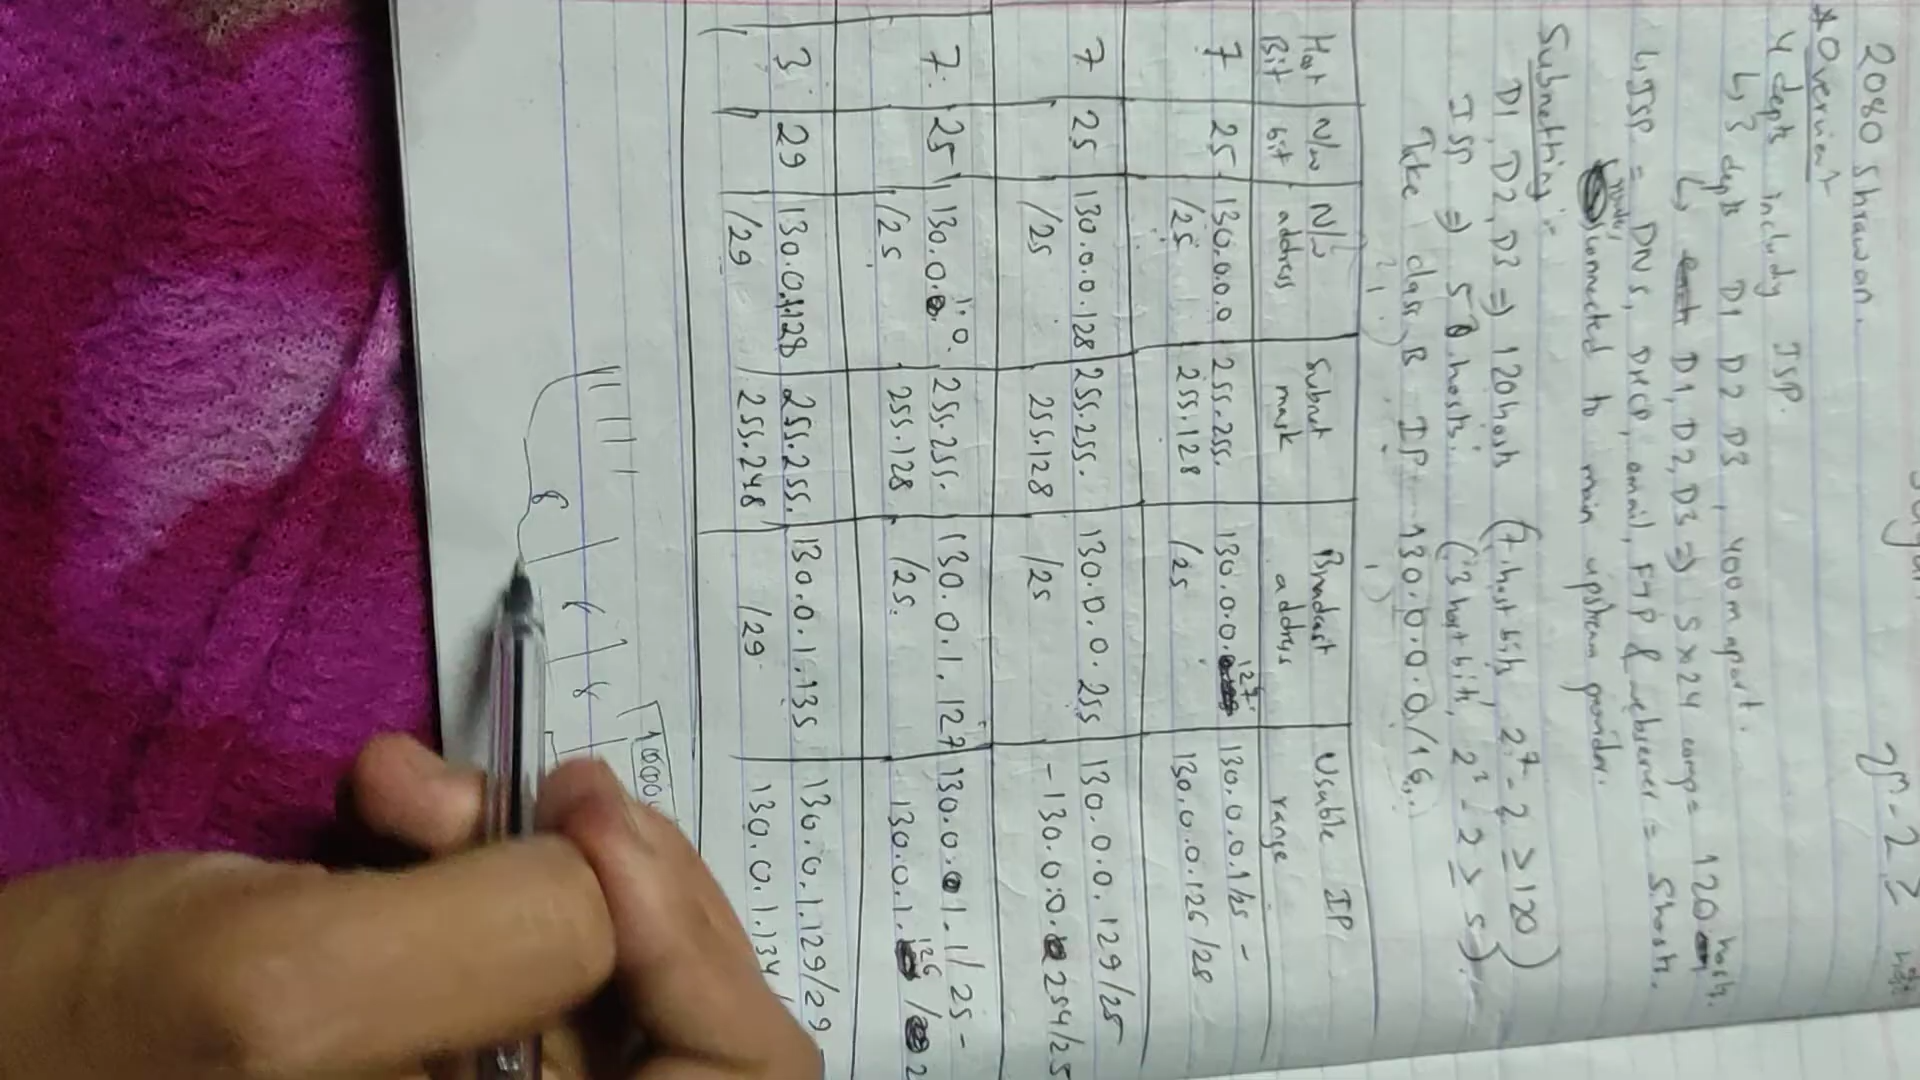 2080 Shrawan.
2^n - 2 ≥
*Overview
4 depts includy ISP.
↳ 3 depts D1 D2 D3, 400m apart.
↳ D1, D2, D3 ⇒ 5 x 24 comp = 120 hosts.
↳ ISP = DNS, DHCP, email, FTP & webserver = 5 hosts.
connected to main upstream provider.
Subnetting:-
D1, D2, D3 ⇒ 120 hosts (7 host bits, 2^7 - 2 ≥ 120)
ISP ⇒ 5 hosts. (3 host bits, 2^3 - 2 ≥ 5)
Take class B IP 130.0.0.0/16
Host Bit N/w bit N/w address Subnet mask Broadcast address Usable IP range
7 25 130.0.0.0 255.255. 130.0.0.127 130.0.0.1/25 -
/25 255.128 /25 130.0.0.126/25
7 25 130.0.0.128 255.255. 130.0.0.255 130.0.0.129/25
/25 255.128 /25 - 130.0.0.254/25
7 25 130.0.1.0 255.255. 130.0.1.127 130.0.1.1/25 -
/25 255.128 /25. 130.0.1.126 / 2
3 29 130.0.1.128 255.255. 130.0.1.135 130.0.1.129/29
/29 255.248 /29 130.0.1.134/
8